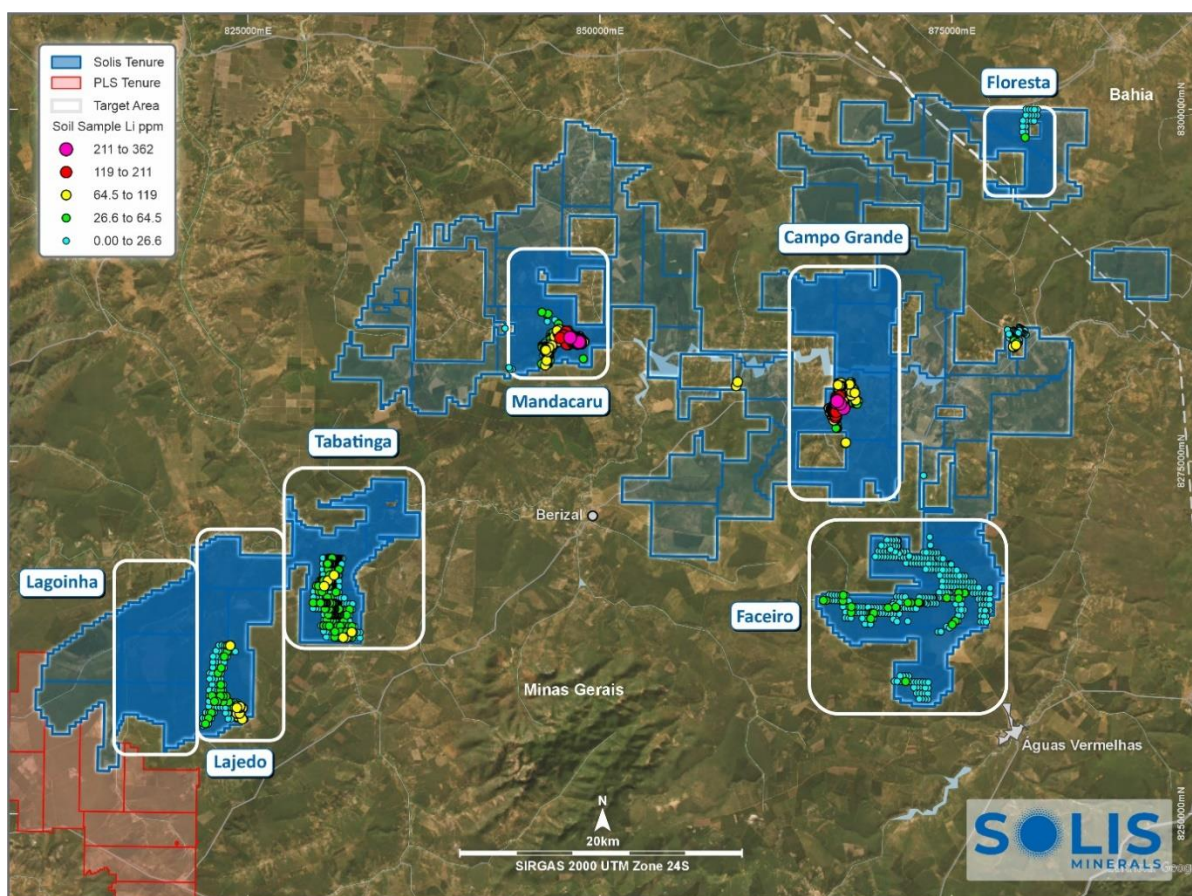 825000mE
850000mE
875000mE
Solis Tenure
PLS Tenure
Target Area
Soil Sample Li ppm
211 to 362
119 to 211
64.5 to 119
26.6 to 64.5
0.00 to 26.6
Floresta
Bahia
8300000mN
Campo Grande
Mandacaru
Tabatinga
8275000mN
Berizal
Lagoinha
Faceiro
Minas Gerais
Lajedo
Águas Vermelhas
8250000mN
N
20km
SIRGAS 2000 UTM Zone 24S
SOLIS
MINERALS